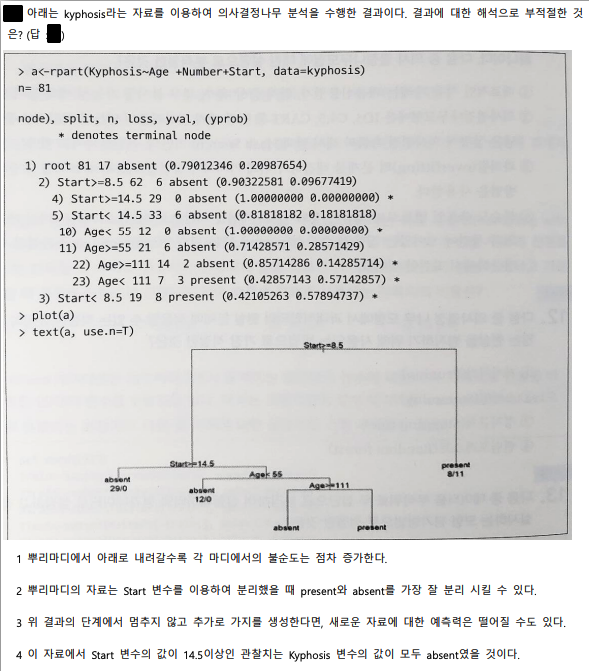 아래는 kyphosis라는 자료를 이용하여 의사결정나무 분석을 수행한 결과이다. 결과에 대한 해석으로 부적절한 것
은? (답 : )
> a<-rpart(Kyphosis~Age +Number+Start, data=kyphosis)
n= 81
node), split, n, loss, yval, (yprob)
* denotes terminal node
1) root 81 17 absent (0.79012346 0.20987654)
2) Start>=8.5 62 6 absent (0.90322581 0.09677419)
4) Start>=14.5 29 0 absent (1.00000000 0.00000000) *
5) Start< 14.5 33 6 absent (0.81818182 0.18181818)
10) Age< 55 12 0 absent (1.00000000 0.00000000) *
11) Age>=55 21 6 absent (0.71428571 0.28571429)
22) Age>=111 14 2 absent (0.85714286 0.14285714) *
23) Age< 111 7 3 present (0.42857143 0.57142857) *
3) Start< 8.5 19 8 present (0.42105263 0.57894737) *
> plot(a)
> text(a, use.n=T)
Start>=8.5
Start>=14.5
absent
29/0
Age< 55
absent
12/0
Age>=111
absent
present
present
8/11
1 뿌리마디에서 아래로 내려갈수록 각 마디에서의 불순도는 점차 증가한다.
2 뿌리마디의 자료는 Start 변수를 이용하여 분리했을 때 present와 absent를 가장 잘 분리 시킬 수 있다.
3 위 결과의 단계에서 멈추지 않고 추가로 가지를 생성한다면, 새로운 자료에 대한 예측력은 떨어질 수도 있다.
4 이 자료에서 Start 변수의 값이 14.5이상인 관찰치는 Kyphosis 변수의 값이 모두 absent였을 것이다.